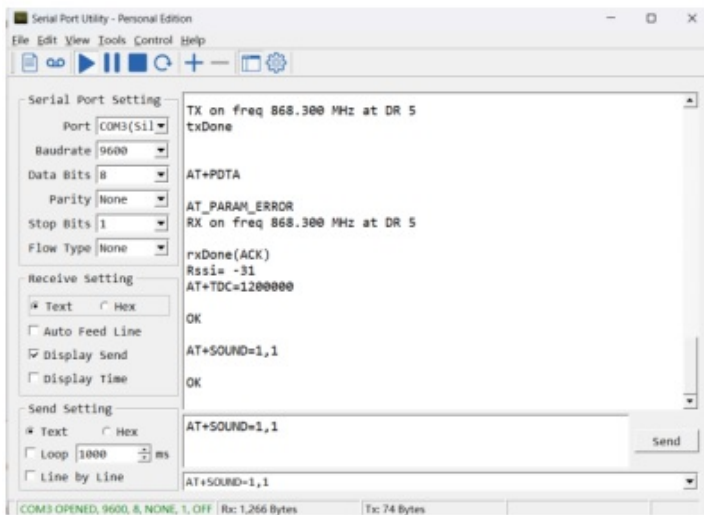 Serial Port Utility - Personal Edition
File Edit View Tools Control Help
Serial Port Setting
Port COM3(Sil
Baudrate 9600
Data Bits 8
Parity None
Stop Bits 1
Flow Type None
Receive Setting
Text Hex
Auto Feed Line
Display Send
Display Time
Send Setting
Text Hex
Loop 1000 ms
Line by Line
TX on freq 868.300 MHz at DR 5
txDone
AT+PDTA
AT_PARAM_ERROR
RX on freq 868.300 MHz at DR 5
rxDone(ACK)
Rssi= -31
AT+TDC=1200000
OK
AT+SOUND=1,1
OK
AT+SOUND=1,1
Send
AT+SOUND=1,1
COM3 OPENED, 9600, 8, NONE, 1, OFF Rx: 1,266 Bytes Tx: 74 Bytes